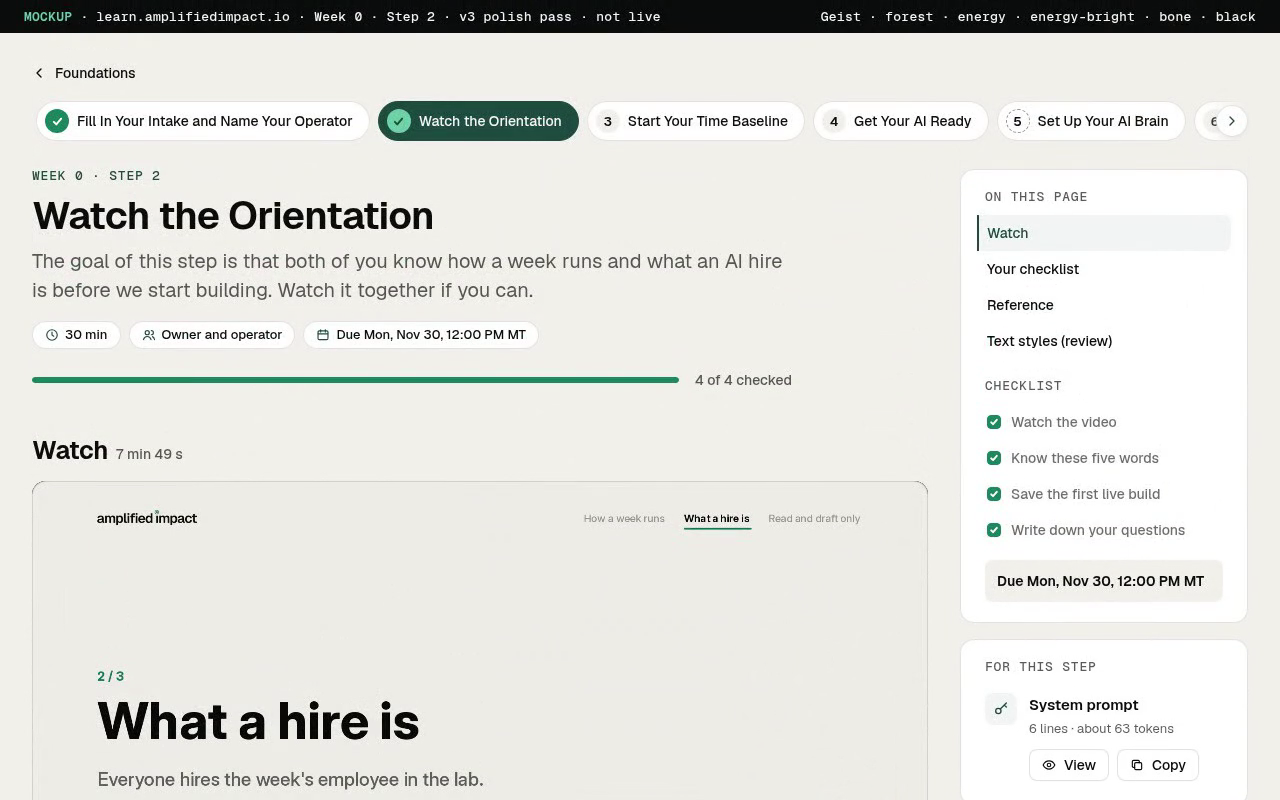 MOCKUP · learn.amplifiedimpact.io · Week 0 · Step 2 · v3 polish pass · not live
Geist · forest · energy · energy-bright · bone · black
Foundations
Fill In Your Intake and Name Your Operator
Watch the Orientation
3 Start Your Time Baseline
4 Get Your AI Ready
5 Set Up Your AI Brain
WEEK 0 · STEP 2
Watch the Orientation
The goal of this step is that both of you know how a week runs and what an AI hire
is before we start building. Watch it together if you can.
30 min
Owner and operator
Due Mon, Nov 30, 12:00 PM MT
4 of 4 checked
Watch 7 min 49 s
amplified impact
How a week runs
What a hire is
Read and draft only
2 / 3
What a hire is
Everyone hires the week's employee in the lab.
ON THIS PAGE
Watch
Your checklist
Reference
Text styles (review)
CHECKLIST
Watch the video
Know these five words
Save the first live build
Write down your questions
Due Mon, Nov 30, 12:00 PM MT
FOR THIS STEP
System prompt
6 lines · about 63 tokens
View
Copy